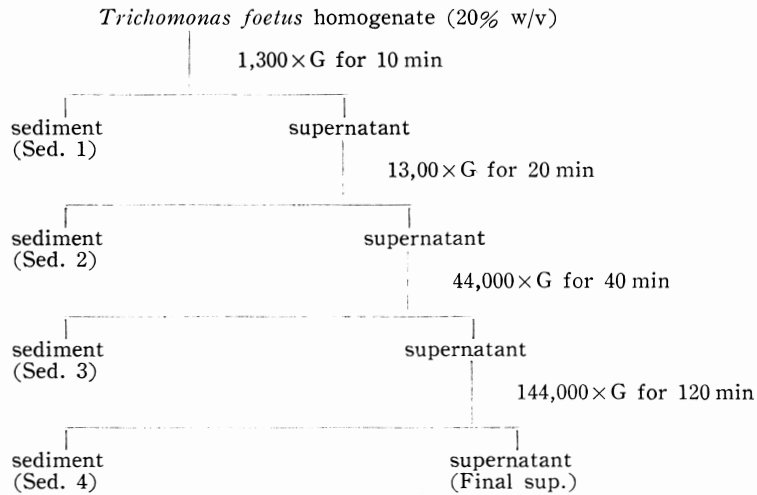 Trichomonas foetus homogenate (20% w/v)
1,300×G for 10 min
sediment supernatant
(Sed. 1)
13,00×G for 20 min
sediment supernatant
(Sed. 2)
44,000×G for 40 min
sediment supernatant
(Sed. 3)
144,000×G for 120 min
sediment supernatant
(Sed. 4) (Final sup.)